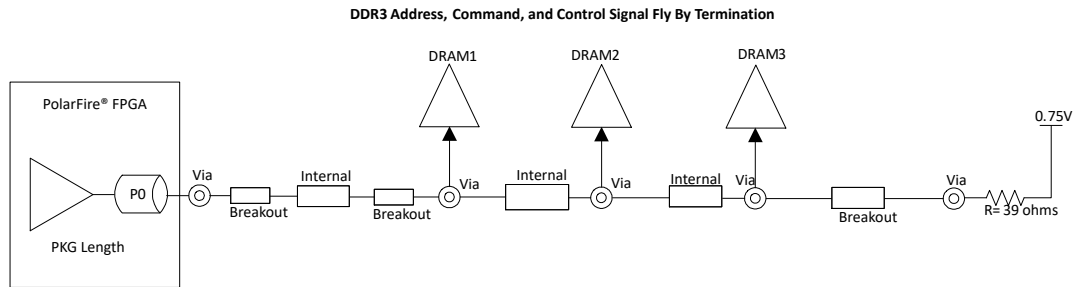 DDR3 Address, Command, and Control Signal Fly By Termination
DRAM1
DRAM2
DRAM3
PolarFire® FPGA
0.75V
P0
Via
Internal
Via
Internal
Via
Internal
Via
Via
Breakout
Breakout
Breakout
R= 39 ohms
PKG Length